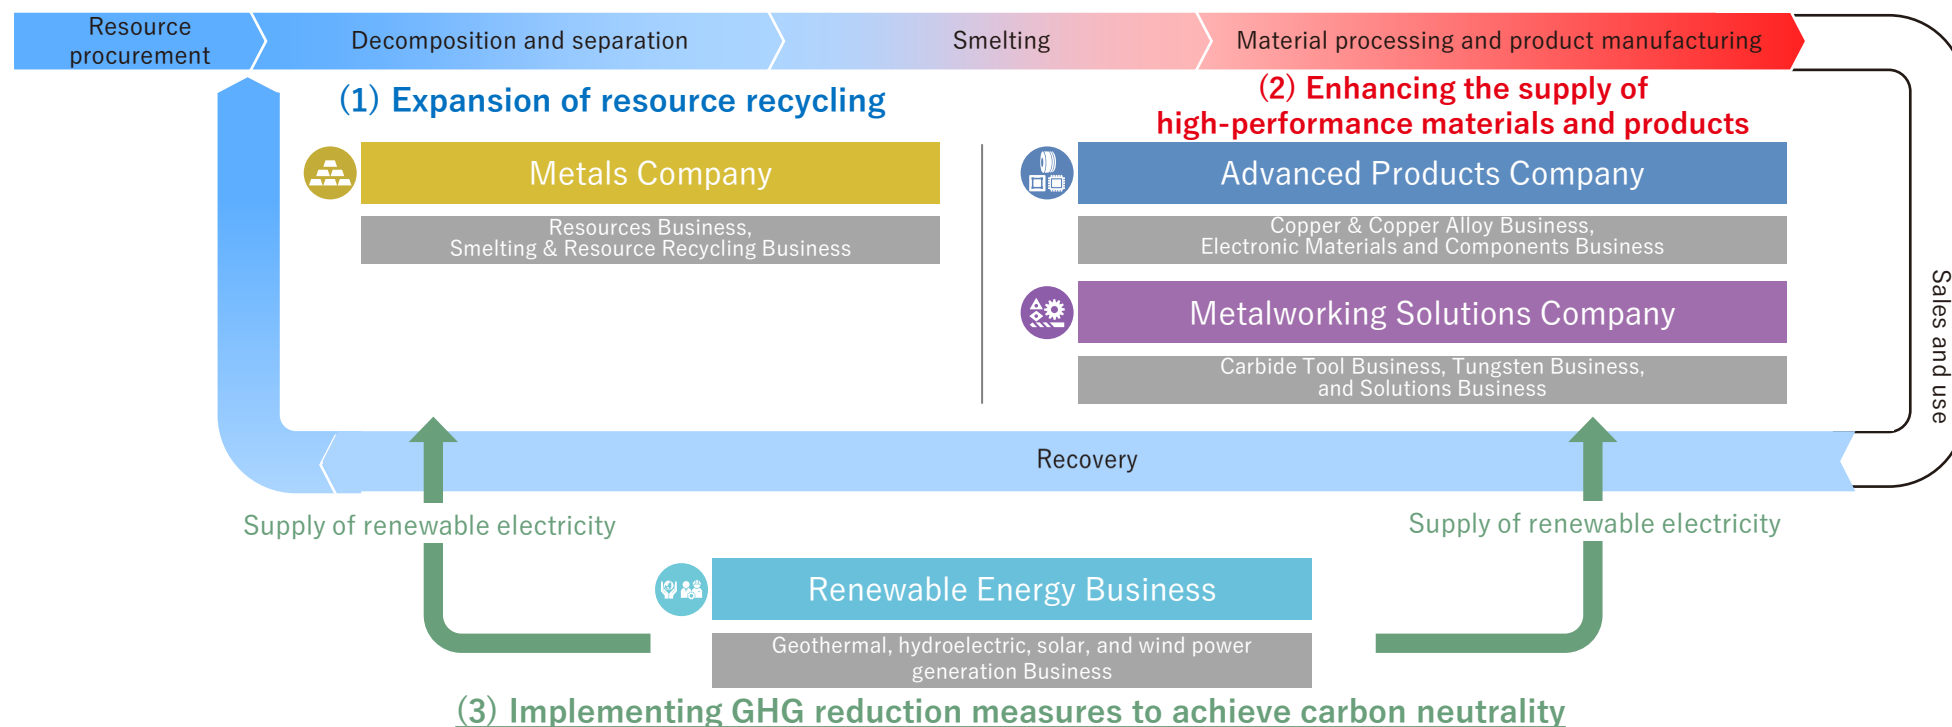 Resource
procurement
Decomposition and separation
Smelting
Material processing and product manufacturing
(1) Expansion of resource recycling
(2) Enhancing the supply of
high-performance materials and products
Metals Company
Resources Business,
Smelting & Resource Recycling Business
Advanced Products Company
Copper & Copper Alloy Business,
Electronic Materials and Components Business
Metalworking Solutions Company
Carbide Tool Business, Tungsten Business,
and Solutions Business
Sales and use
Recovery
Supply of renewable electricity
Supply of renewable electricity
Renewable Energy Business
Geothermal, hydroelectric, solar, and wind power
generation Business
(3) Implementing GHG reduction measures to achieve carbon neutrality